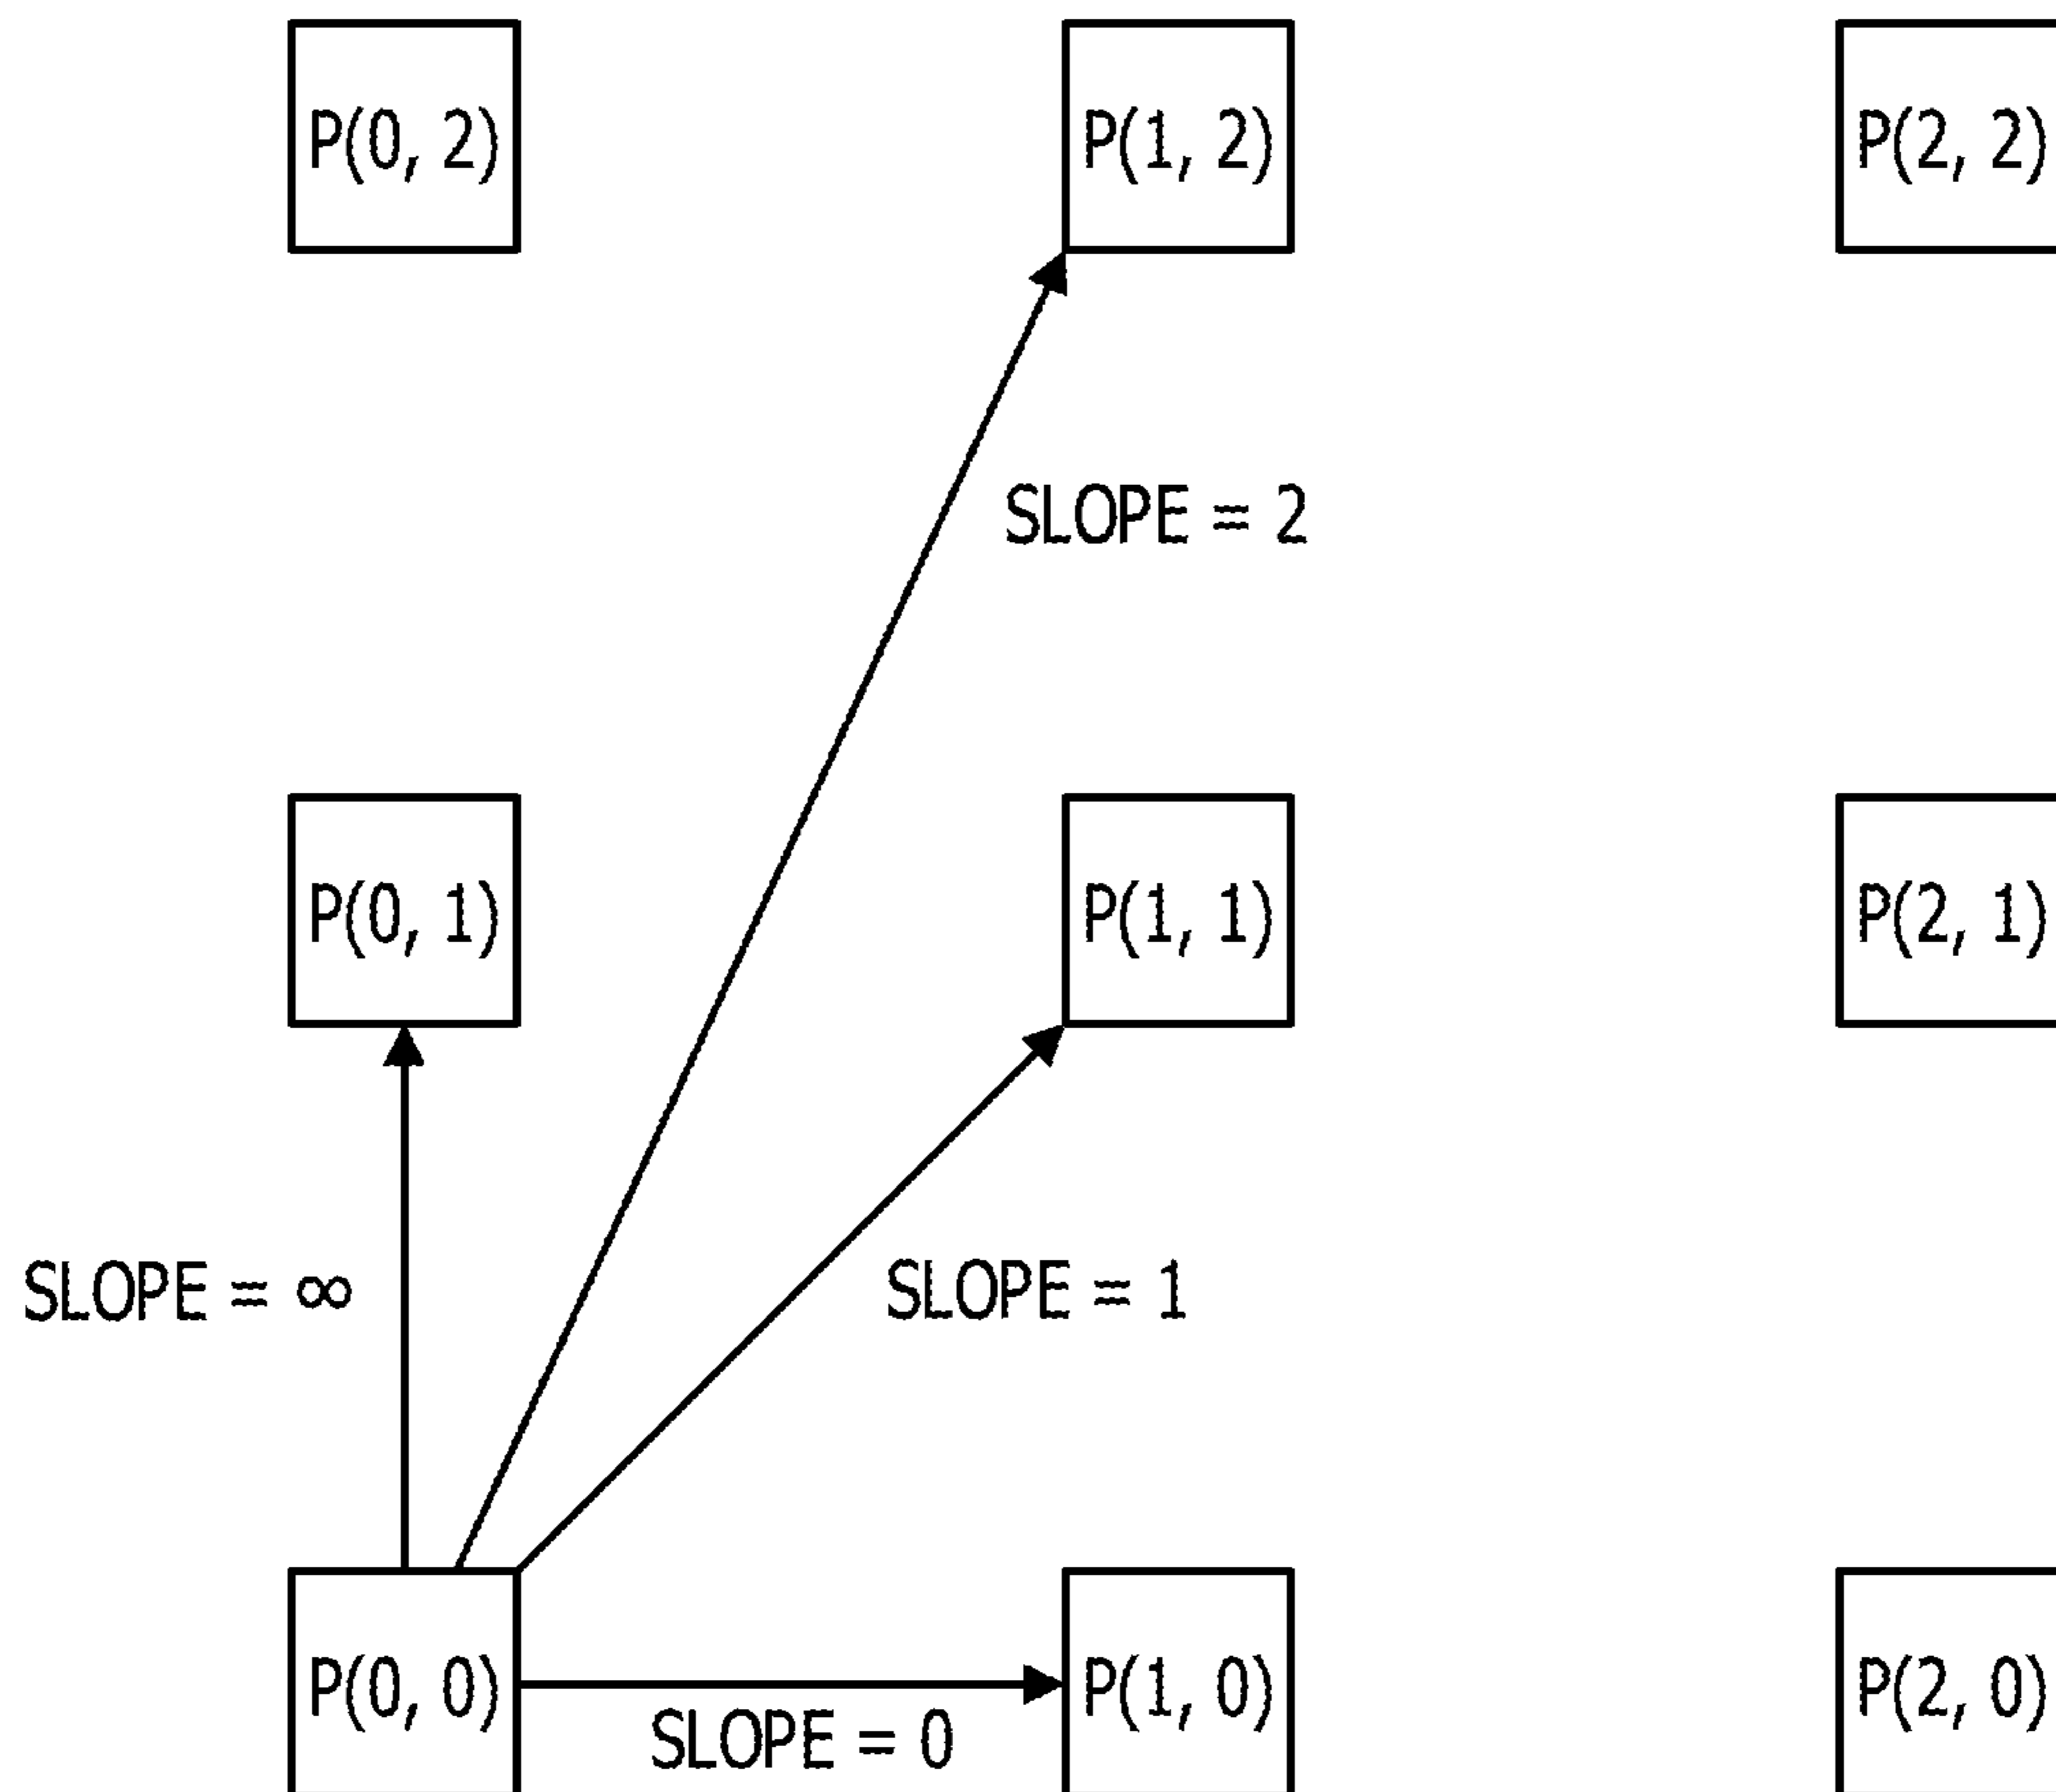 P(0, 2) P(1, 2) P(2, 2)
SLOPE = 2
P(0, 1) P(1, 1) P(2, 1)
SLOPE = ∞ SLOPE = 1
P(0, 0) P(1, 0) P(2, 0)
SLOPE = 0